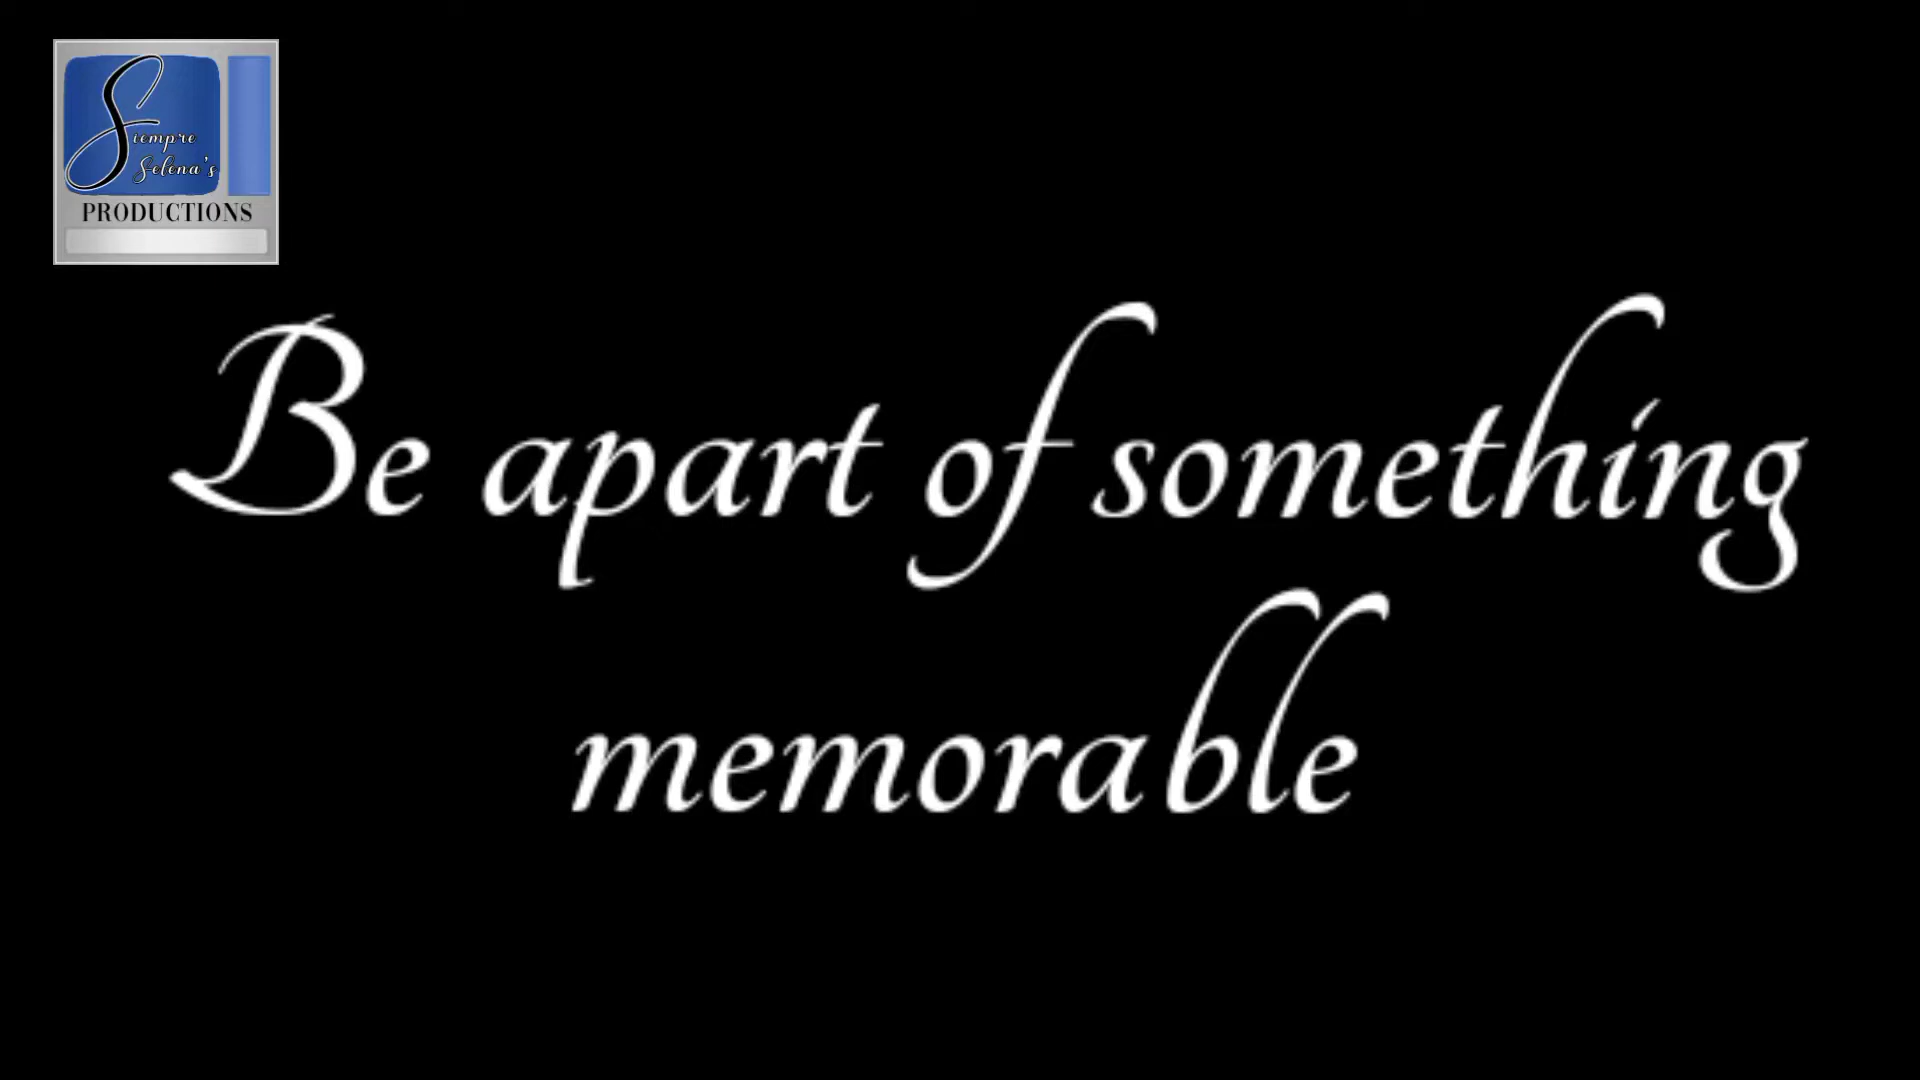 Siempre
Selena's
PRODUCTIONS
Be apart of something
memorable